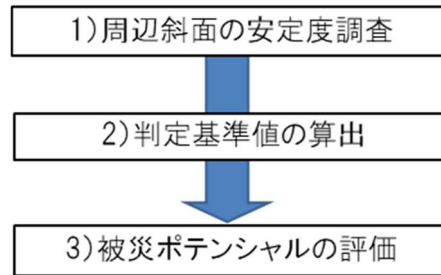 1)周辺斜面の安定度調査
2)判定基準値の算出
3)被災ポテンシャルの評価